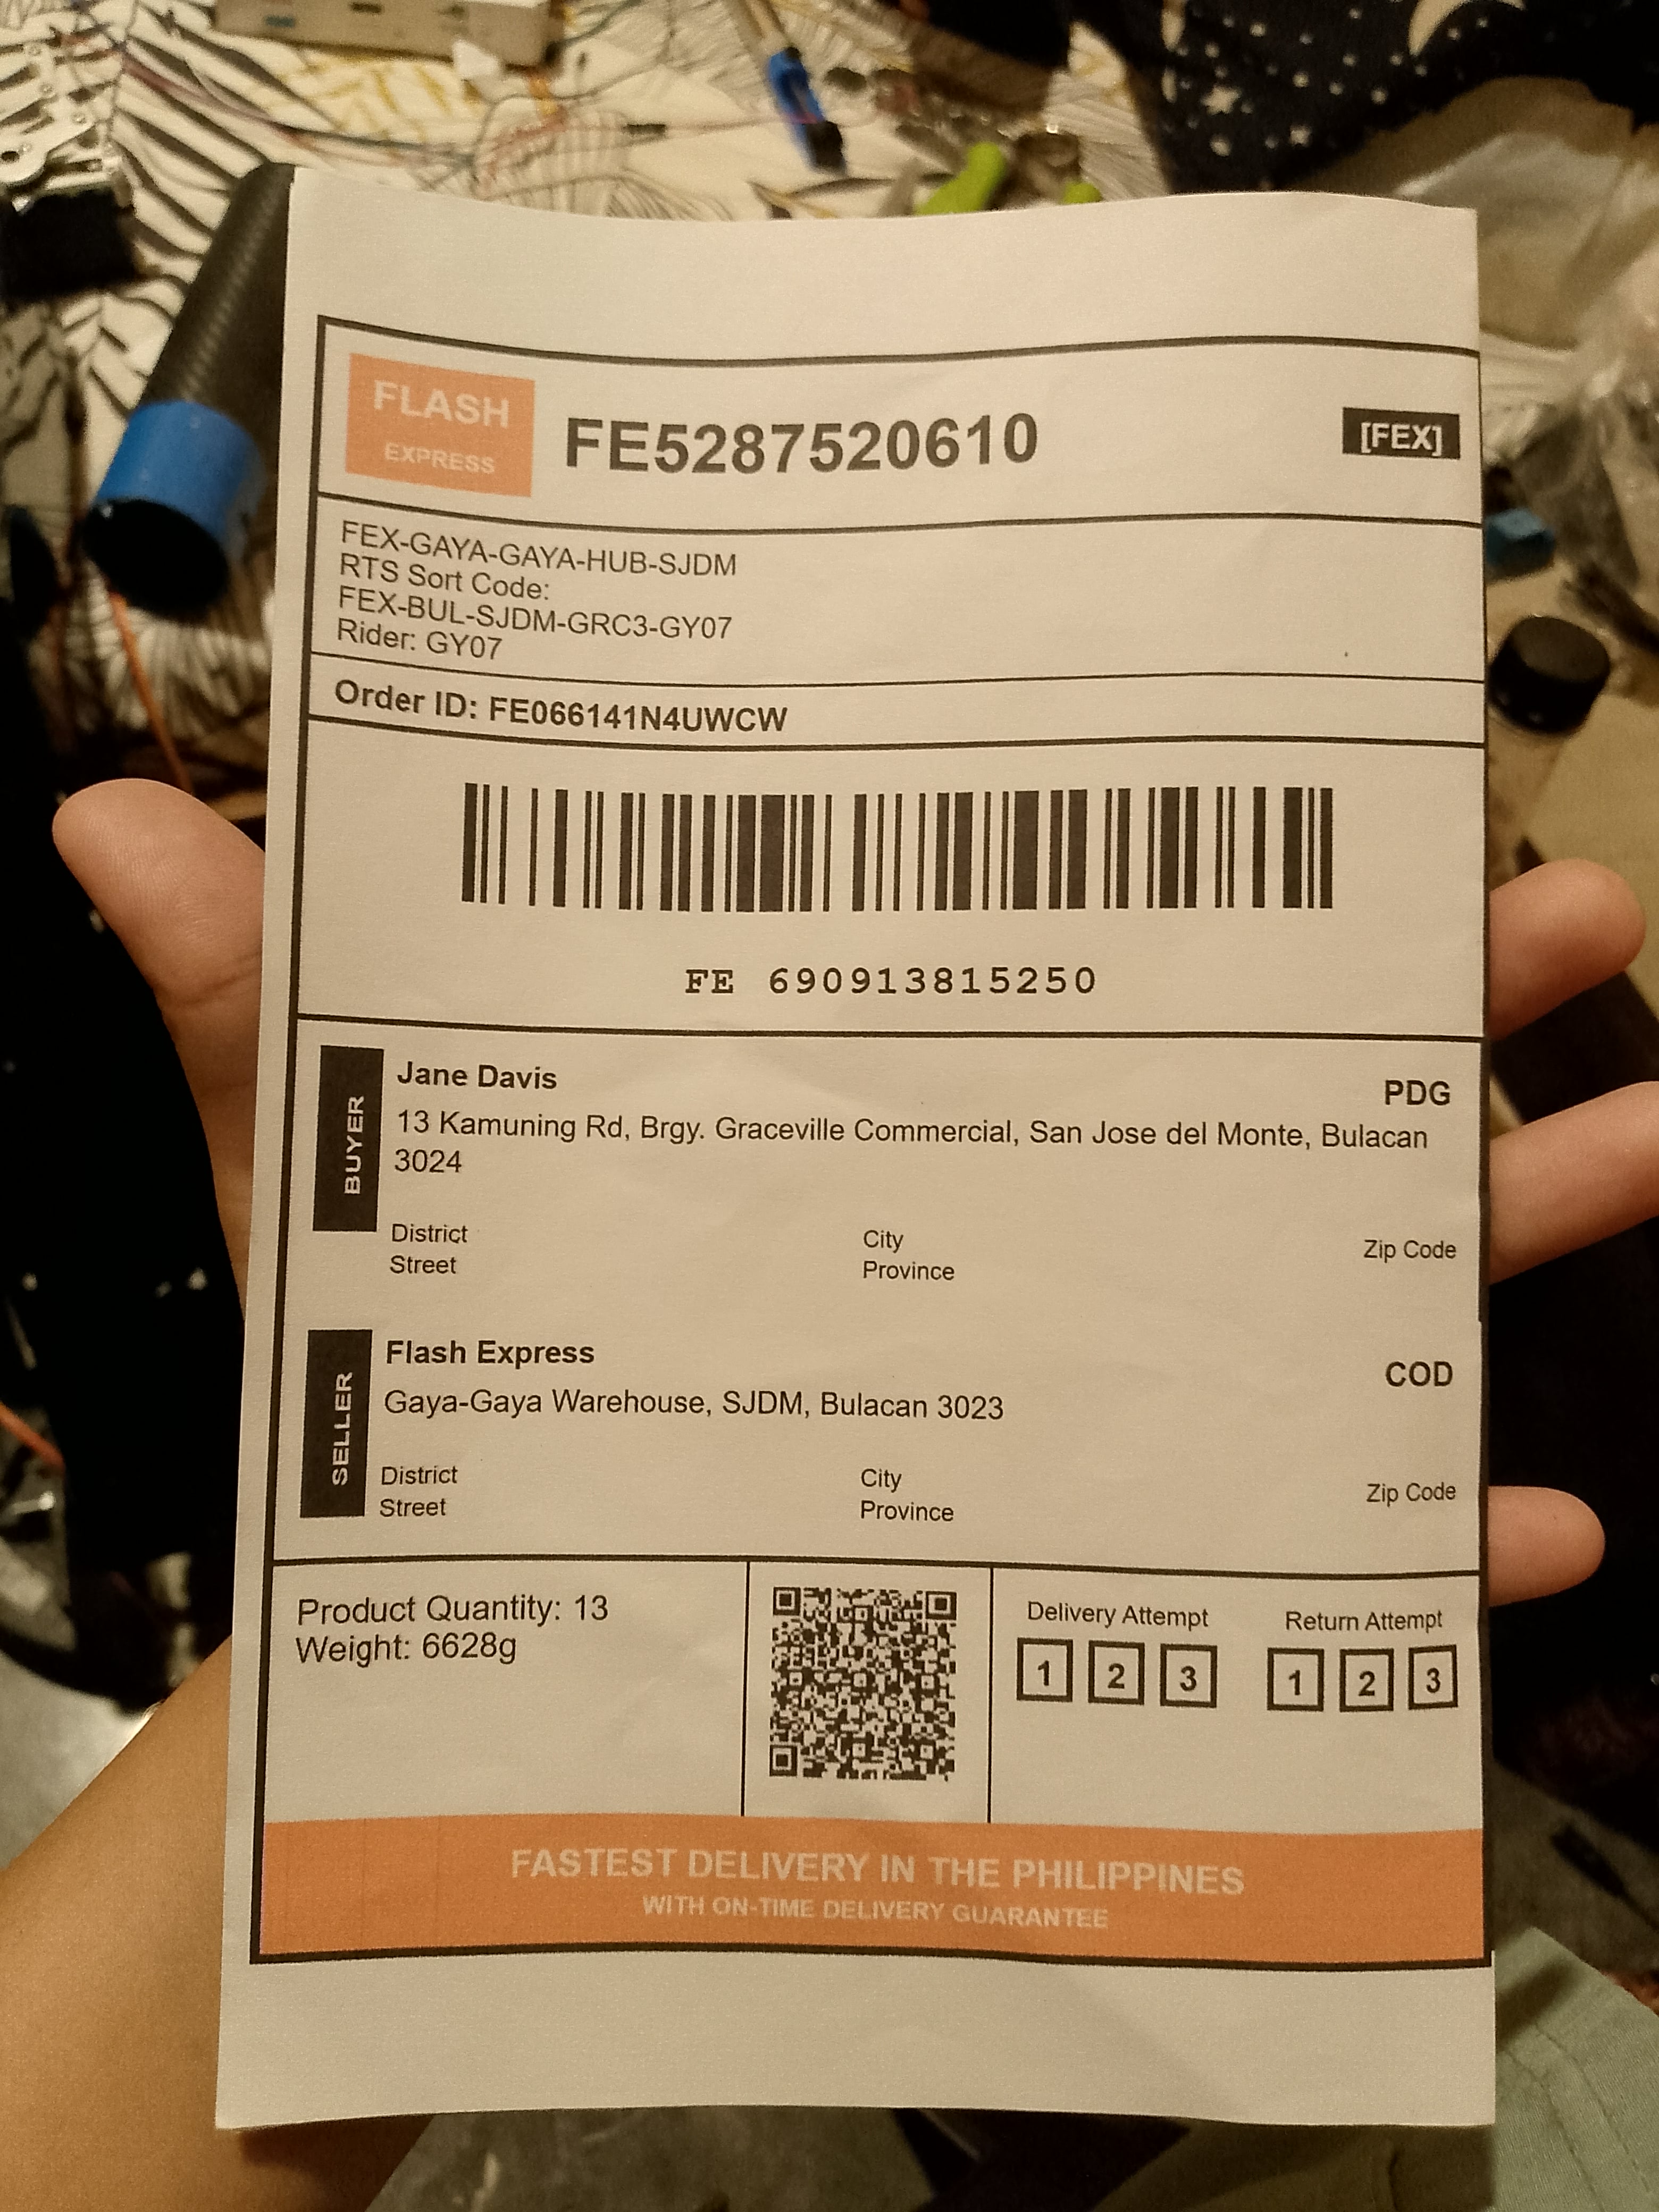 FLASH
EXPRESS
FE5287520610
[FEX]
FEX-GAYA-GAYA-HUB-SJDM
RTS Sort Code:
FEX-BUL-SJDM-GRC3-GY07
Rider: GY07
Order ID: FE066141N4UWCW
FE 690913815250
BUYER
Jane Davis
PDG
13 Kamuning Rd, Brgy. Graceville Commercial, San Jose del Monte, Bulacan
3024
District
City
Zip Code
Street
Province
SELLER
Flash Express
COD
Gaya-Gaya Warehouse, SJDM, Bulacan 3023
District
City
Zip Code
Street
Province
Product Quantity: 13
Weight: 6628g
Delivery Attempt
1 2 3
Return Attempt
1 2 3
FASTEST DELIVERY IN THE PHILIPPINES
WITH ON-TIME DELIVERY GUARANTEE